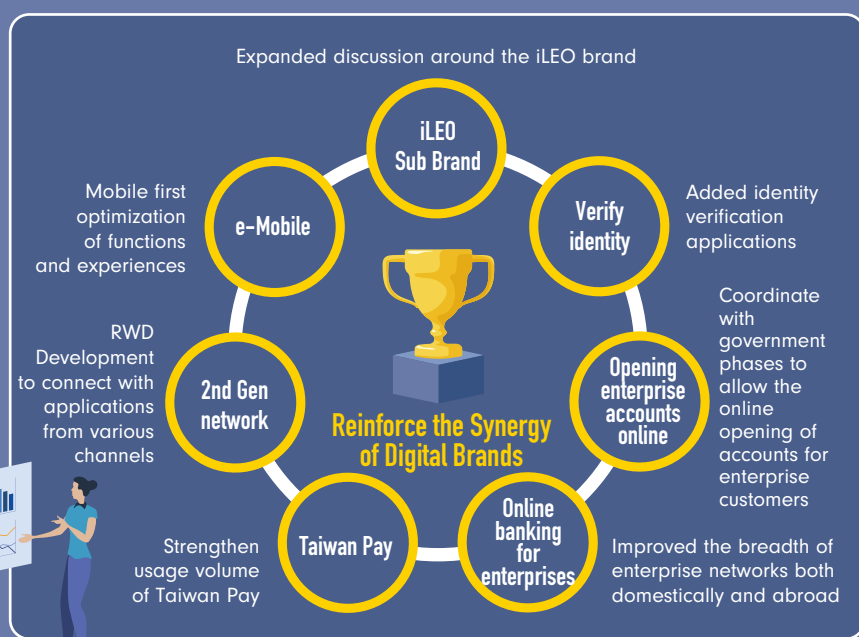 Expanded discussion around the iLEO brand
iLEO
Sub Brand
Verify
identity
Added identity
verification
applications
Opening
enterprise
accounts
online
Coordinate
with
government
phases to
allow the
online
opening of
accounts for
enterprise
customers
Online
banking
for
enterprises
Improved the breadth of
enterprise networks both
domestically and abroad
Taiwan Pay
Strengthen
usage volume
of Taiwan Pay
2nd Gen
network
RWD
Development
to connect with
applications
from various
channels
e-Mobile
Mobile first
optimization
of functions
and experiences
Reinforce the Synergy
of Digital Brands